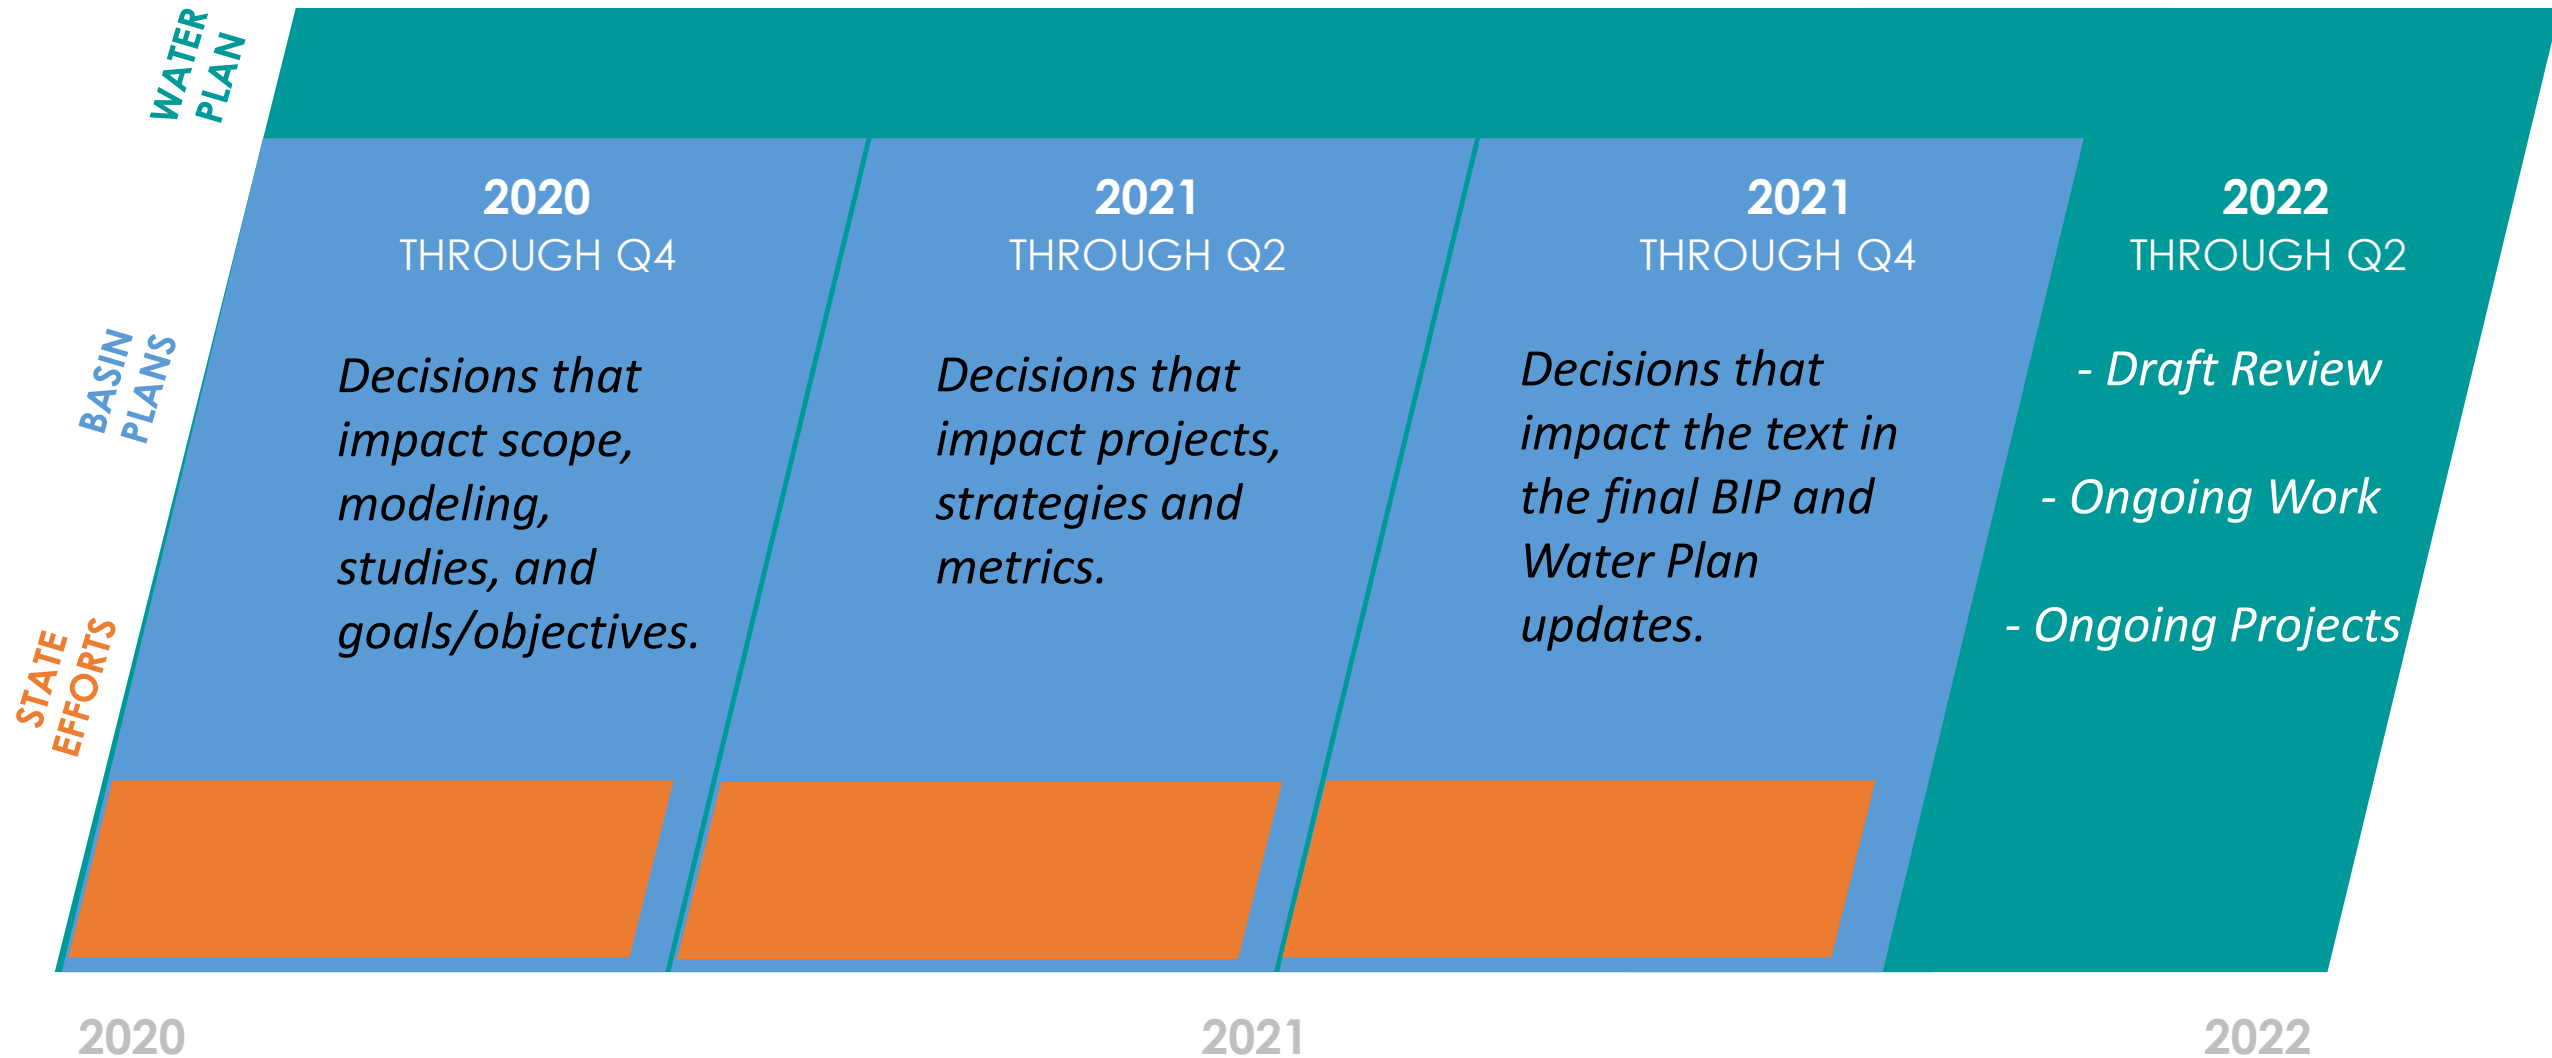 WATER
PLAN
BASIN
PLANS
STATE
EFFORTS
2020
THROUGH Q4
Decisions that
impact scope,
modeling,
studies, and
goals/objectives.
2021
THROUGH Q2
Decisions that
impact projects,
strategies and
metrics.
2021
THROUGH Q4
Decisions that
impact the text in
the final BIP and
Water Plan
updates.
2022
THROUGH Q2
- Draft Review
- Ongoing Work
- Ongoing Projects
2020
2021
2022